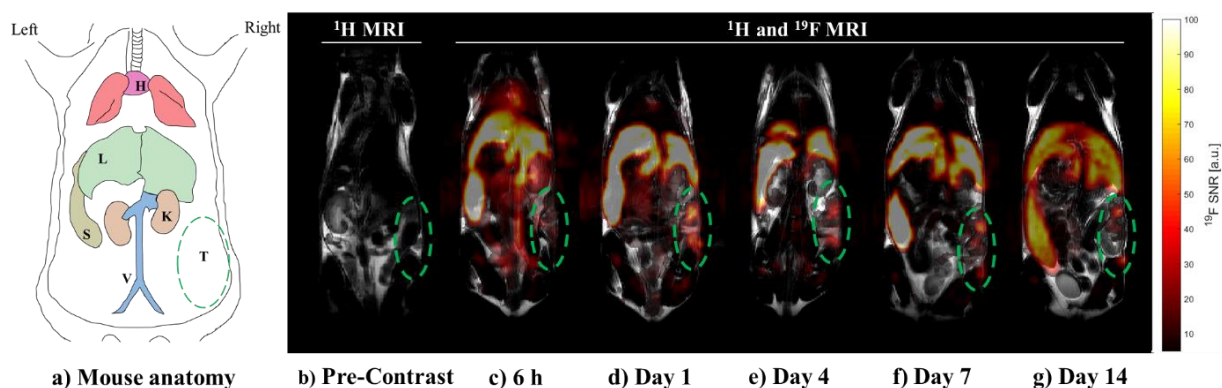 Left
Right
H
L
K
S
T
V
a) Mouse anatomy
¹H MRI
¹H and ¹⁹F MRI
b) Pre-Contrast
c) 6 h
d) Day 1
e) Day 4
f) Day 7
g) Day 14
100
90
80
70
60
50
40
30
20
10
¹⁹F SNR [a.u.]